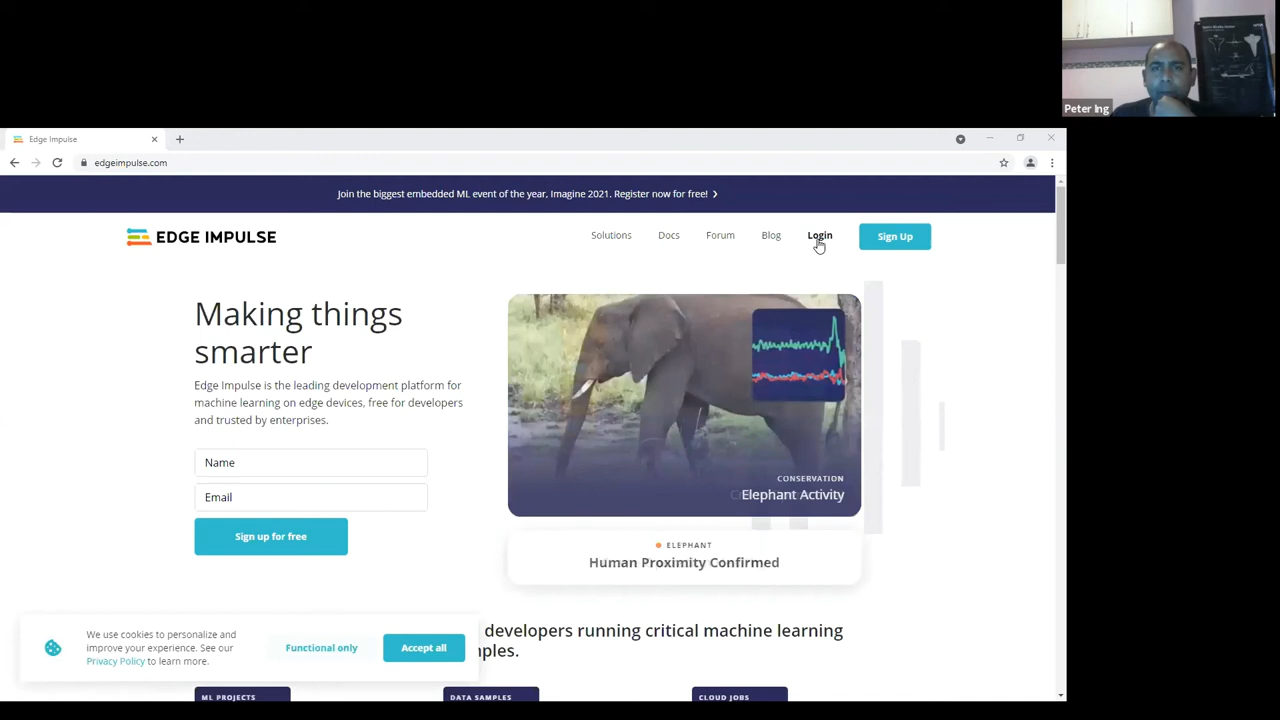 Peter Ing
Edge Impulse
edgeimpulse.com
Join the biggest embedded ML event of the year, Imagine 2021. Register now for free!
EDGE IMPULSE
Solutions Docs Forum Blog Login Sign Up
Making things
smarter
Edge Impulse is the leading development platform for
machine learning on edge devices, free for developers
and trusted by enterprises.
Name
Email
Sign up for free
CONSERVATION
Elephant Activity
ELEPHANT
Human Proximity Confirmed
developers running critical machine learning
We use cookies to personalize and
improve your experience. See our
Privacy Policy to learn more.
Functional only
Accept all
ML PROJECTS
DATA SAMPLES
CLOUD JOBS